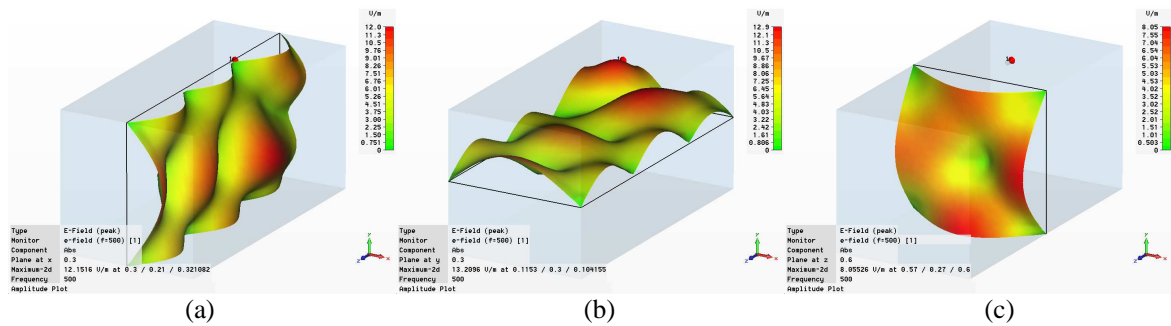 V/m
12.0
11.3
10.5
9.76
9.01
8.26
7.51
6.76
6.01
5.26
4.51
3.75
3.00
2.25
1.50
0.751
0
Type E-Field (peak)
Monitor e-field (f=500) [1]
Component Abs
Plane at x 0.3
Maximum-2d 12.1516 V/m at 0.3 / 0.21 / 0.321082
Frequency 500
Amplitude Plot
y
z
x
(a)
V/m
12.9
12.1
11.3
10.5
9.67
8.86
8.06
7.25
6.45
5.64
4.83
4.03
3.22
2.42
1.61
0.806
0
Type E-Field (peak)
Monitor e-field (f=500) [1]
Component Abs
Plane at y 0.3
Maximum-2d 13.2096 V/m at 0.1153 / 0.3 / 0.104155
Frequency 500
Amplitude Plot
y
z
x
(b)
V/m
8.05
7.55
7.04
6.54
6.04
5.53
5.03
4.53
4.02
3.52
3.02
2.52
2.01
1.51
1.01
0.503
0
Type E-Field (peak)
Monitor e-field (f=500) [1]
Component Abs
Plane at z 0.6
Maximum-2d 8.05526 V/m at 0.57 / 0.27 / 0.6
Frequency 500
Amplitude Plot
y
z
x
(c)